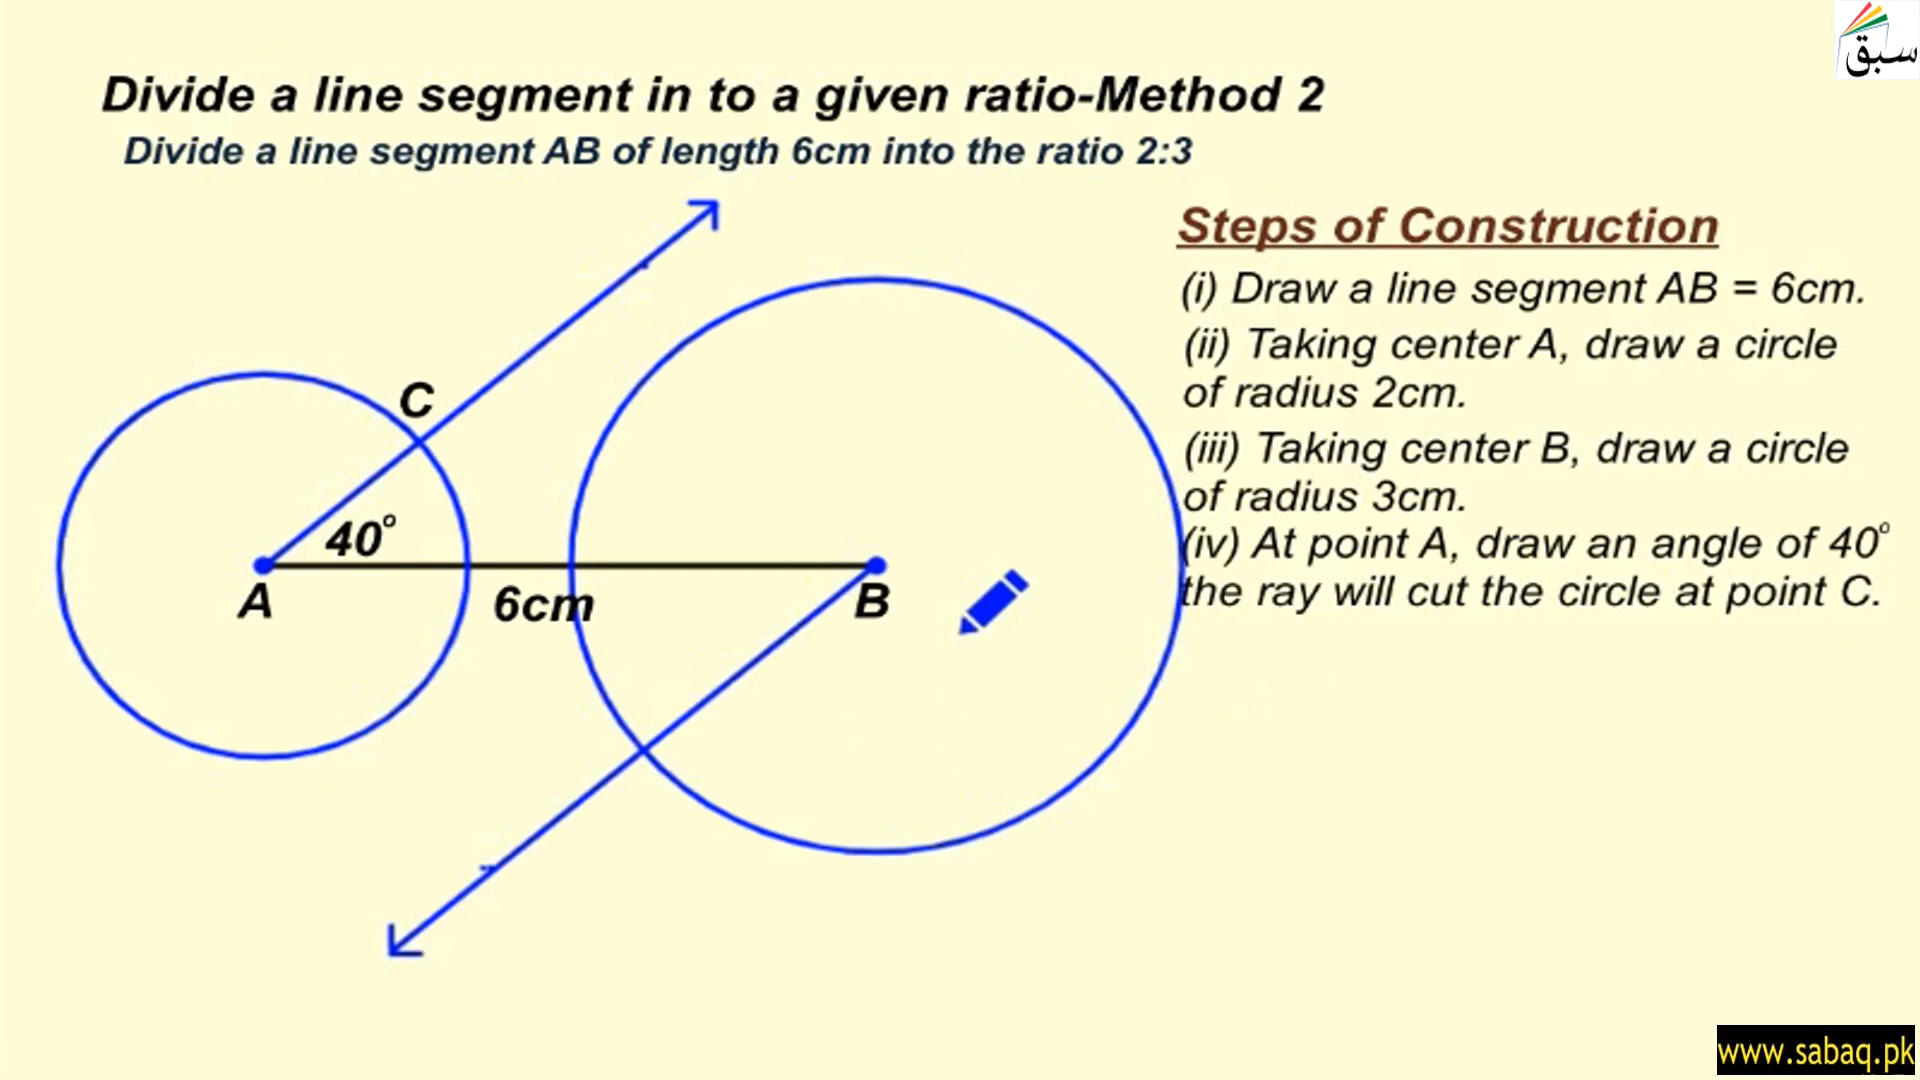 سبق
Divide a line segment in to a given ratio-Method 2
Divide a line segment AB of length 6cm into the ratio 2:3
Steps of Construction
(i) Draw a line segment AB = 6cm.
(ii) Taking center A, draw a circle
of radius 2cm.
(iii) Taking center B, draw a circle
of radius 3cm.
(iv) At point A, draw an angle of 40°
the ray will cut the circle at point C.
C
40°
A
6cm
B
www.sabaq.pk